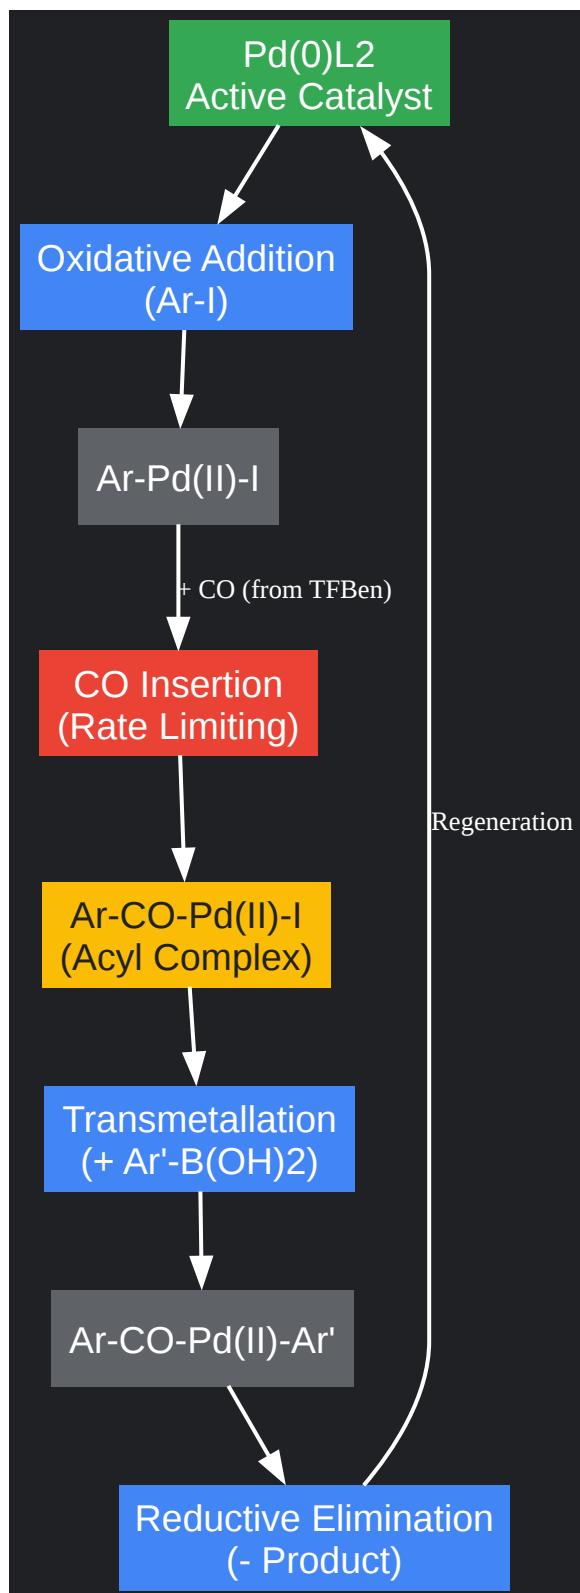 Pd(0)L2
Active Catalyst
Oxidative Addition
(Ar-I)
Ar-Pd(II)-I
+ CO (from TFBen)
CO Insertion
(Rate Limiting)
Regeneration
Ar-CO-Pd(II)-I
(Acyl Complex)
Transmetallation
(+ Ar'-B(OH)2)
Ar-CO-Pd(II)-Ar'
Reductive Elimination
(- Product)